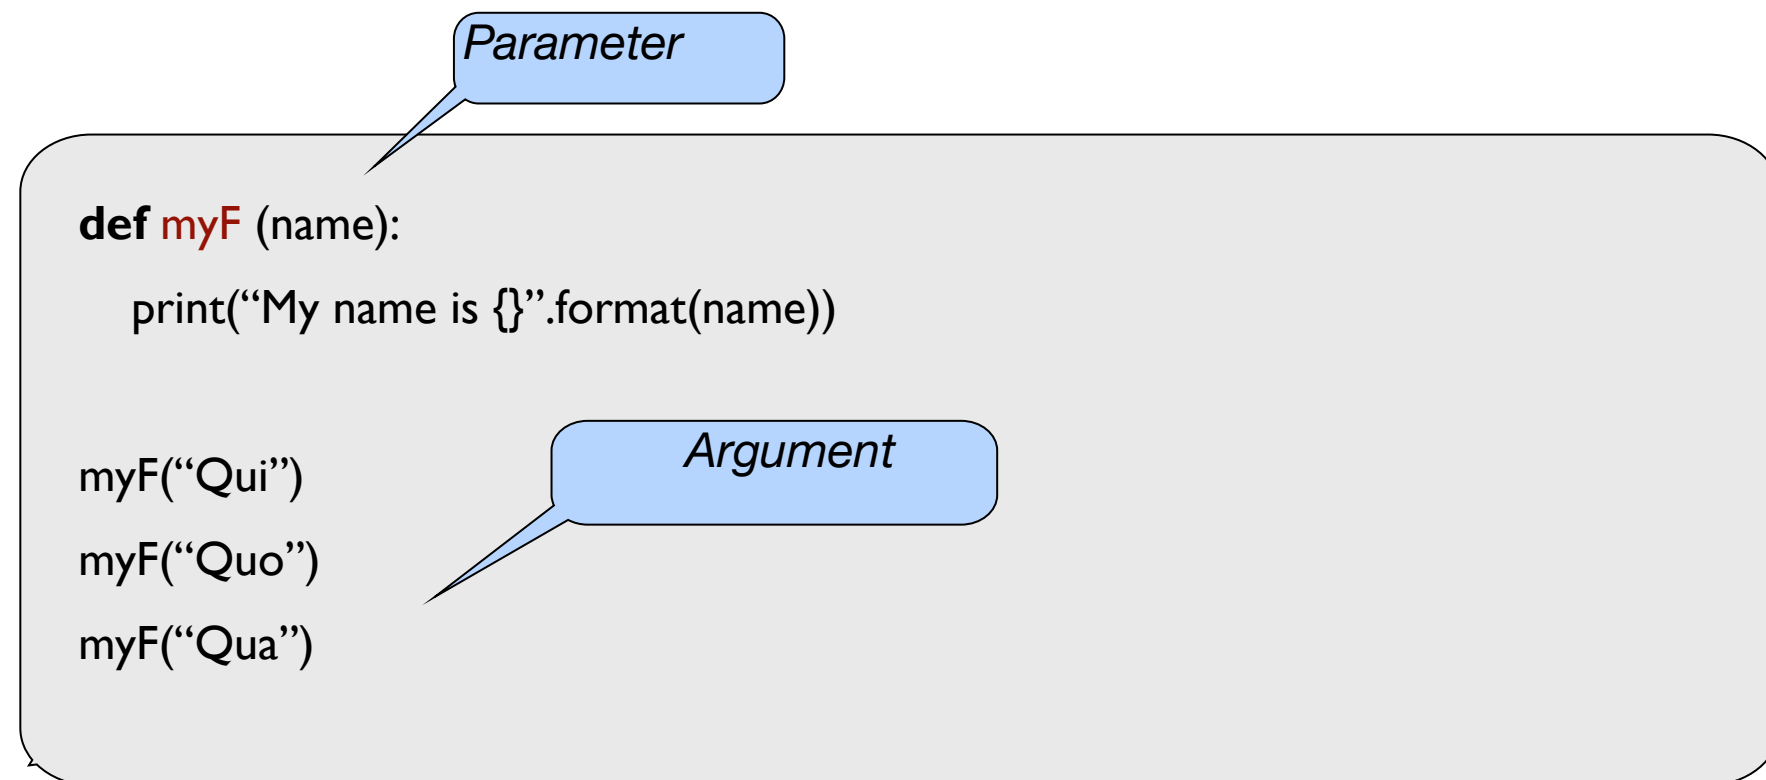 Parameter
def myF (name):
print(“My name is {}”.format(name))
Argument
myF(“Qui”)
myF(“Quo”)
myF(“Qua”)